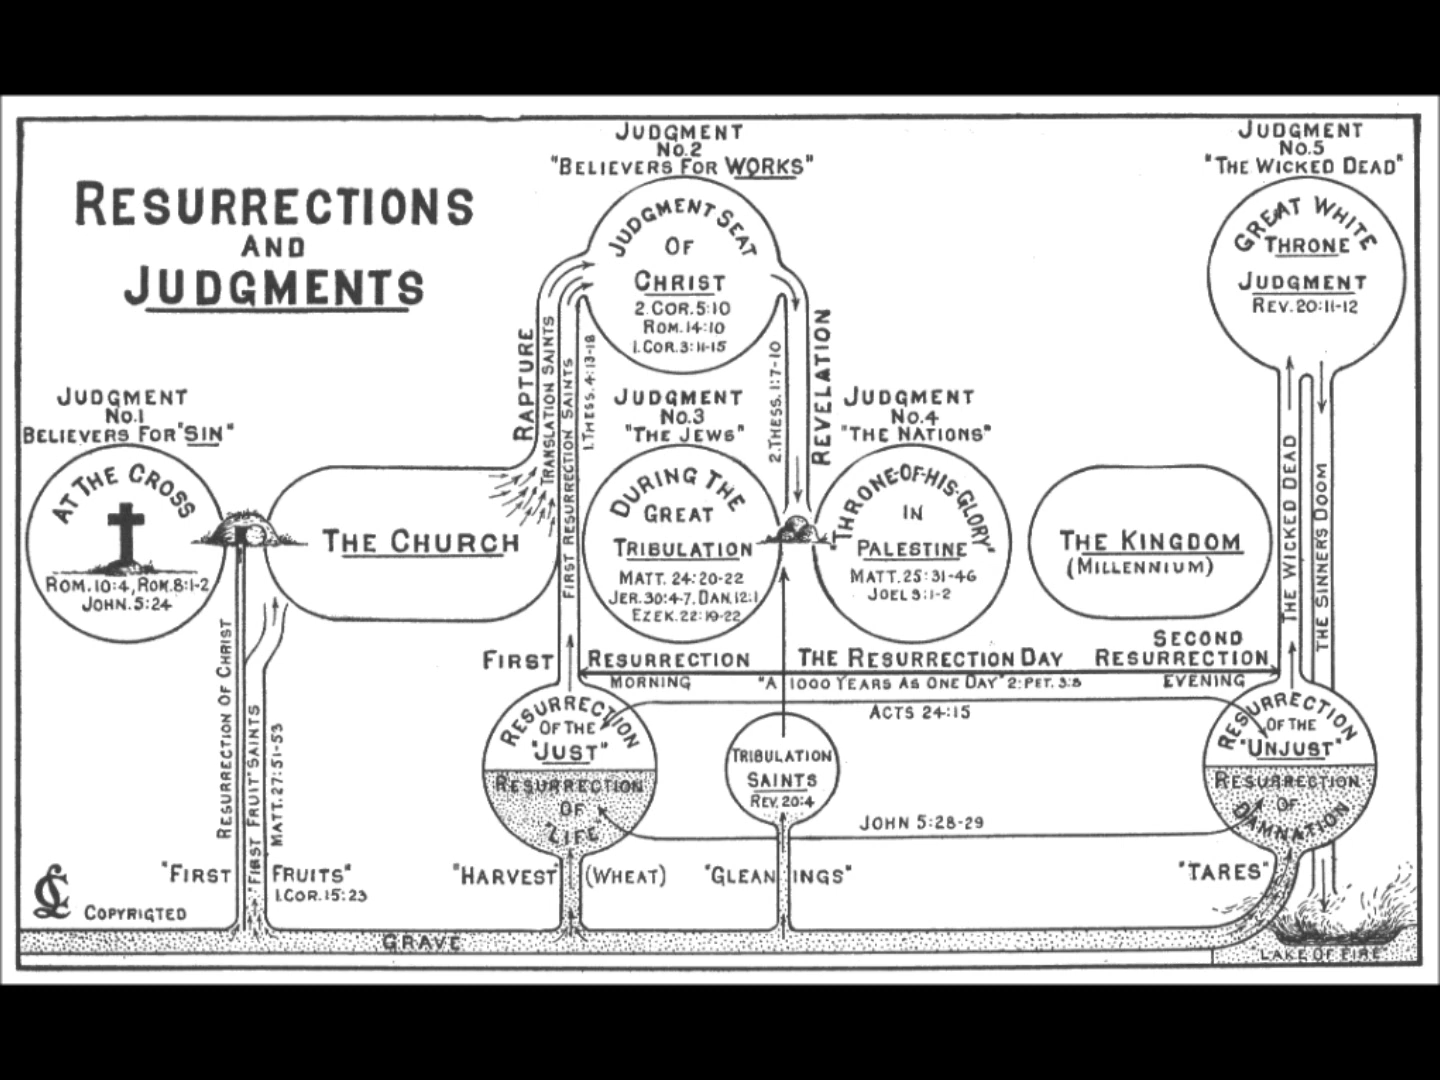 RESURRECTIONS
AND
JUDGMENTS
JUDGMENT
No.1
BELIEVERS FOR "SIN"
AT THE CROSS
ROM. 10:4, ROM. 8:1-2
JOHN. 5:24
THE CHURCH
RESURRECTION OF CHRIST
"FIRST FRUIT" SAINTS
MATT. 27:51-53
"FIRST FRUITS"
1.COR. 15:23
COPYRIGTED
GRAVE
RAPTURE
TRANSLATION SAINTS
FIRST RESURRECTION SAINTS
1.THESS. 4:13-18
JUDGMENT
No.2
"BELIEVERS FOR WORKS"
JUDGMENT SEAT
OF
CHRIST
2.COR. 5:10
ROM. 14:10
1.COR. 3:11-15
2.THESS. 1:7-10
REVELATION
JUDGMENT
No.3
"THE JEWS"
DURING THE
GREAT
TRIBULATION
MATT. 24:20-22
JER. 30:4-7. DAN. 12:1
EZEK. 22:19-22
JUDGMENT
No.4
"THE NATIONS"
"THRONE-OF-HIS-GLORY"
IN
PALESTINE
MATT. 25:31-46
JOEL 3:1-2
THE KINGDOM
(MILLENNIUM)
JUDGMENT
No.5
"THE WICKED DEAD"
GREAT WHITE
THRONE
JUDGMENT
REV. 20:11-12
THE WICKED DEAD
THE SINNERS DOOM
FIRST RESURRECTION
MORNING
THE RESURRECTION DAY
"A 1000 YEARS AS ONE DAY" 2:PET. 3:8
SECOND
RESURRECTION
EVENING
ACTS 24:15
RESURRECTION
OF THE
"JUST"
RESURRECTION
OF
"LIFE"
"HARVEST" (WHEAT)
TRIBULATION
SAINTS
REV. 20:4
"GLEANINGS"
JOHN 5:28-29
RESURRECTION
OF THE
"UNJUST"
RESURRECTION
OF
DAMNATION
"TARES"
LAKE OF FIRE